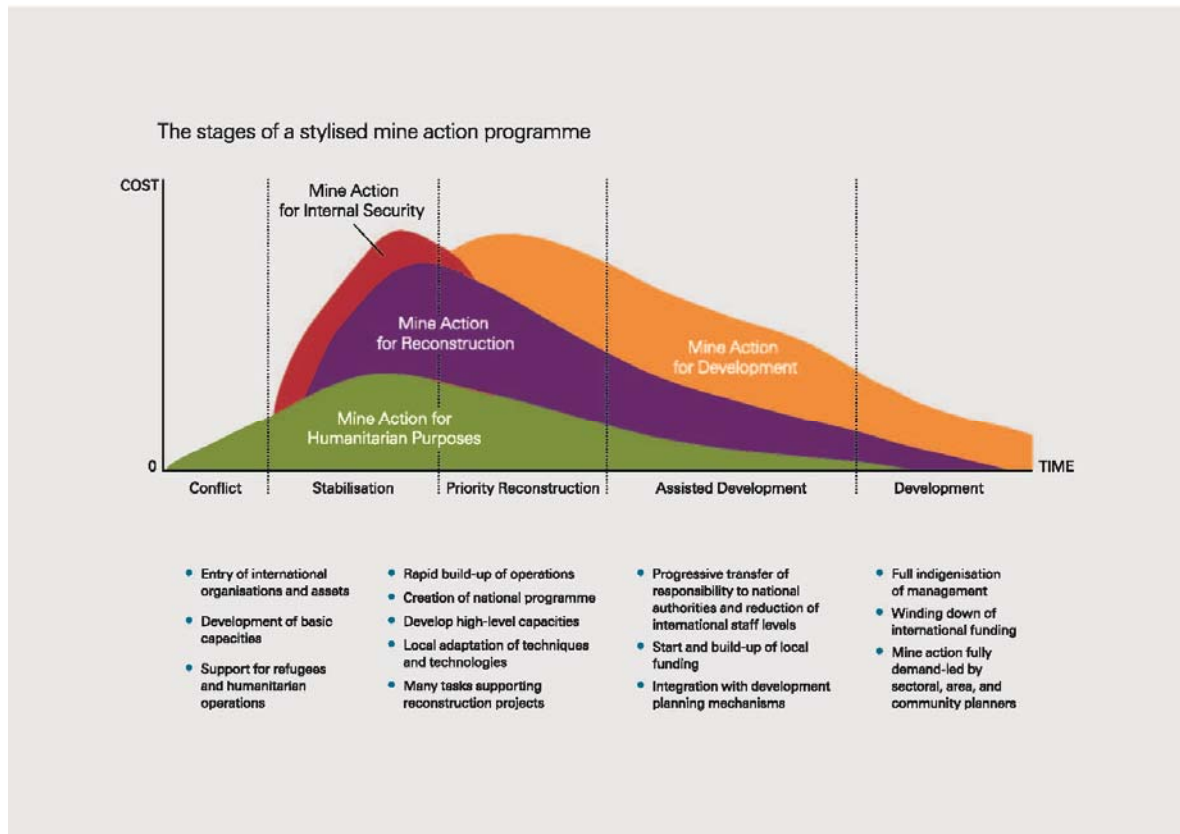 The stages of a stylised mine action programme
COST
Mine Action
for Internal Security
Mine Action
for Reconstruction
Mine Action
for Development
Mine Action for
Humanitarian Purposes
0
TIME
Conflict
Stabilisation
Priority Reconstruction
Assisted Development
Development
• Entry of international
organisations and assets
• Development of basic
capacities
• Support for refugees
and humanitarian
operations
• Rapid build-up of operations
• Creation of national programme
• Develop high-level capacities
• Local adaptation of techniques
and technologies
• Many tasks supporting
reconstruction projects
• Progressive transfer of
responsibility to national
authorities and reduction of
international staff levels
• Start and build-up of local
funding
• Integration with development
planning mechanisms
• Full indigenisation
of management
• Winding down of
international funding
• Mine action fully
demand-led by
sectoral, area, and
community planners